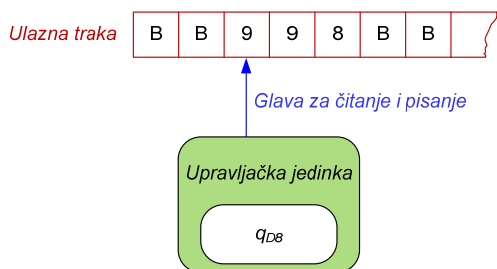 Ulazna traka B B 9 9 8 B B
Glava za čitanje i pisanje
Upravljačka jedinka
qD8